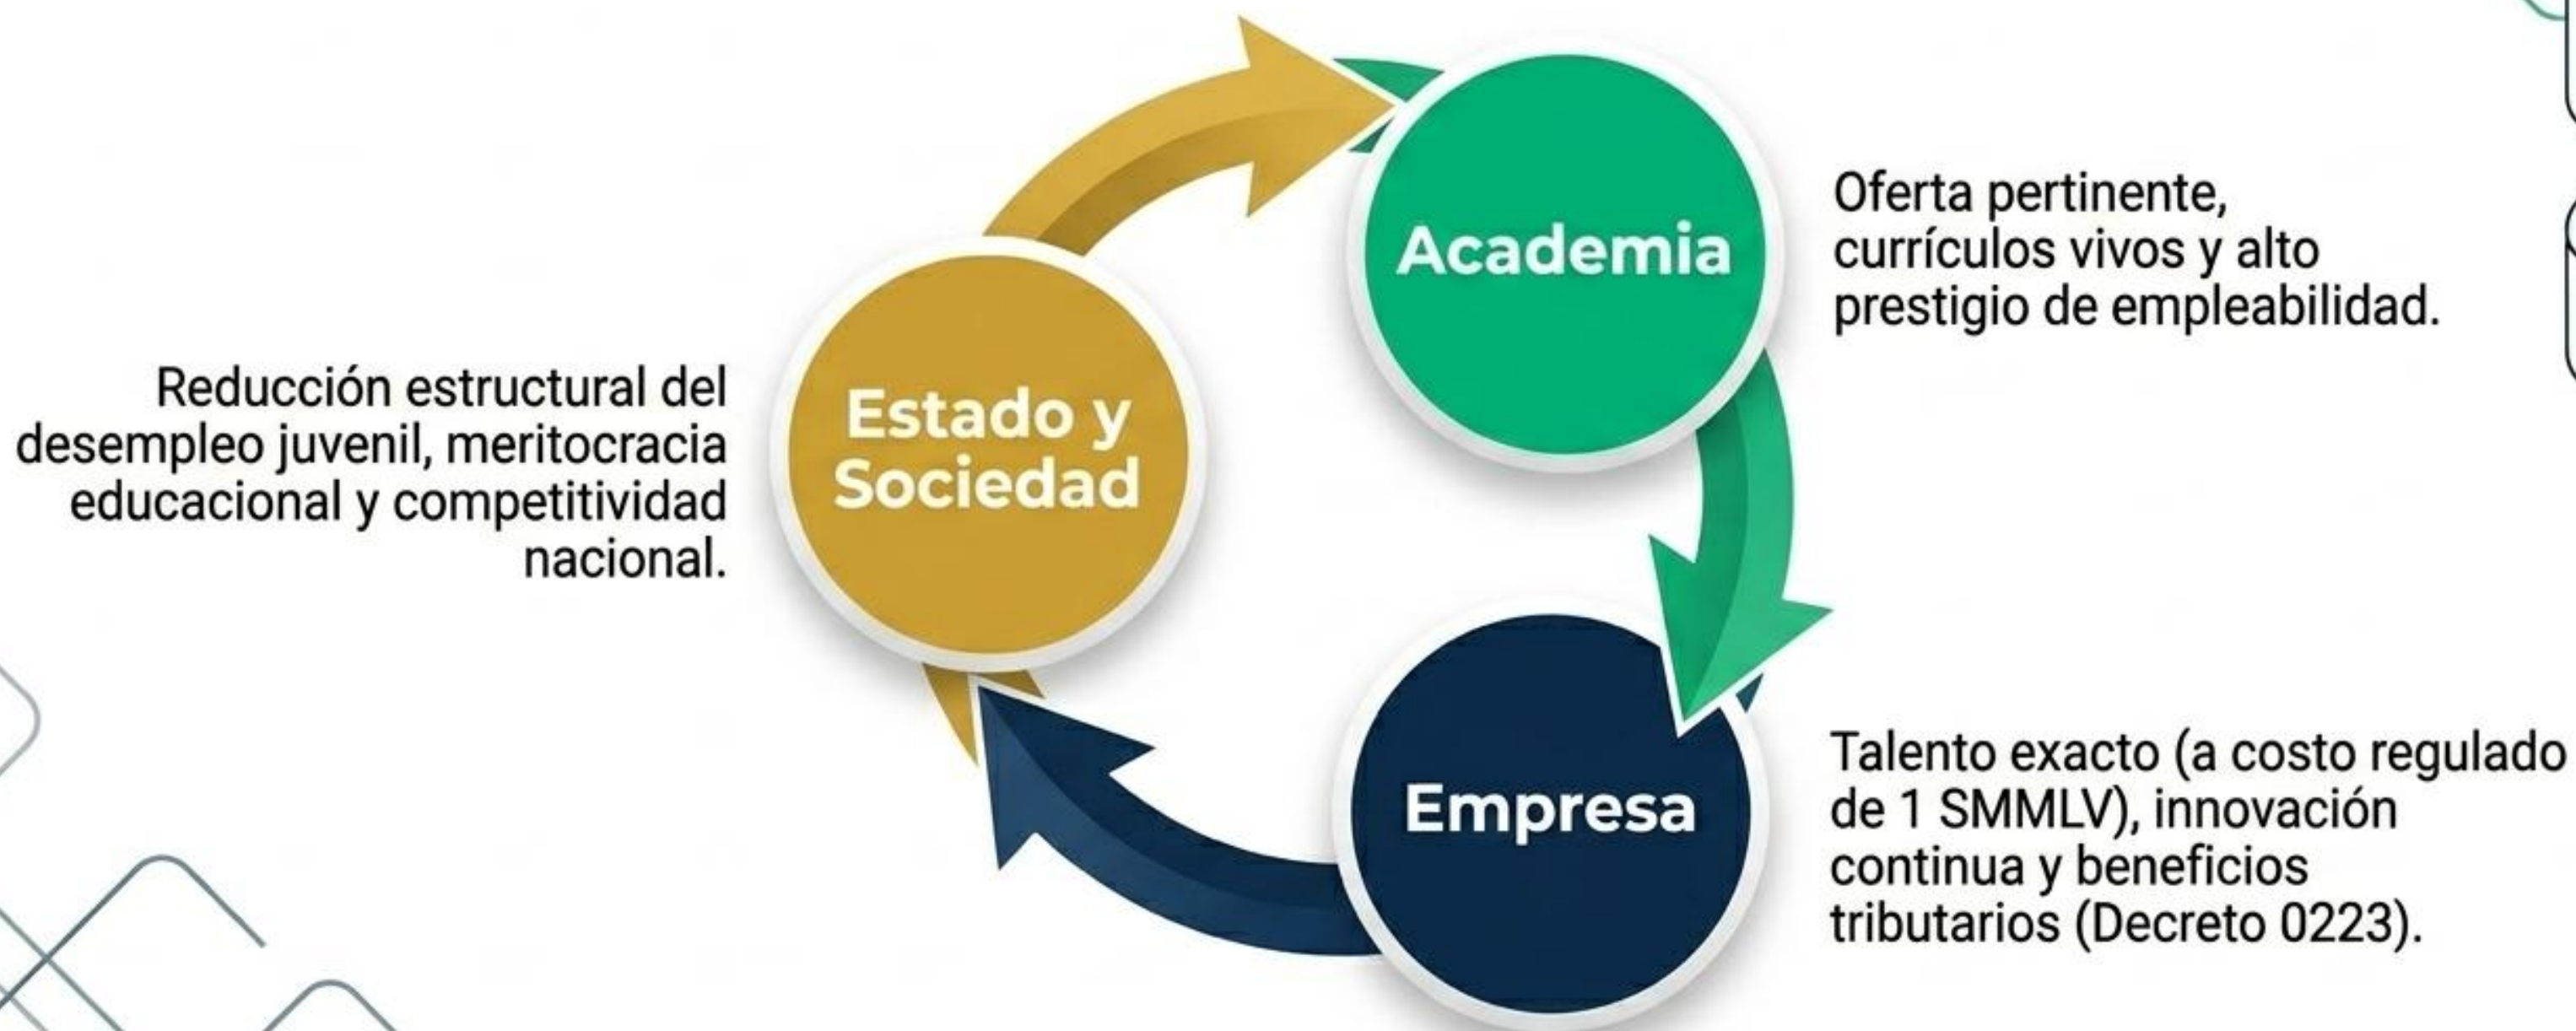 Academia
Oferta pertinente,
currículos vivos y alto
prestigio de empleabilidad.
Estado y
Sociedad
Reducción estructural del
desempleo juvenil, meritocracia
educacional y competitividad
nacional.
Empresa
Talento exacto (a costo regulado
de 1 SMMLV), innovación
continua y beneficios
tributarios (Decreto 0223).